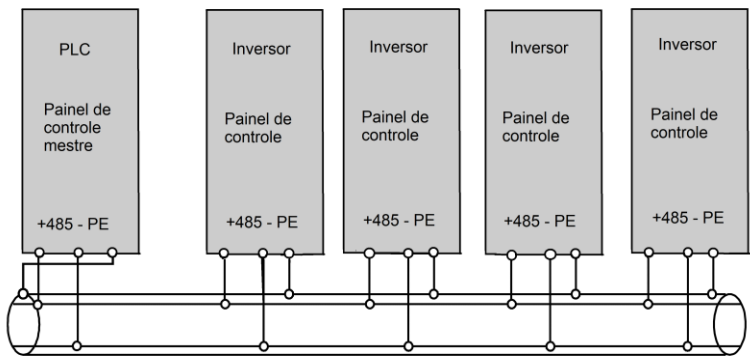 PLC
Painel de
controle
mestre
+485 - PE
Inversor
Painel de
controle
+485 - PE
Inversor
Painel de
controle
+485 - PE
Inversor
Painel de
controle
+485 - PE
Inversor
Painel de
controle
+485 - PE